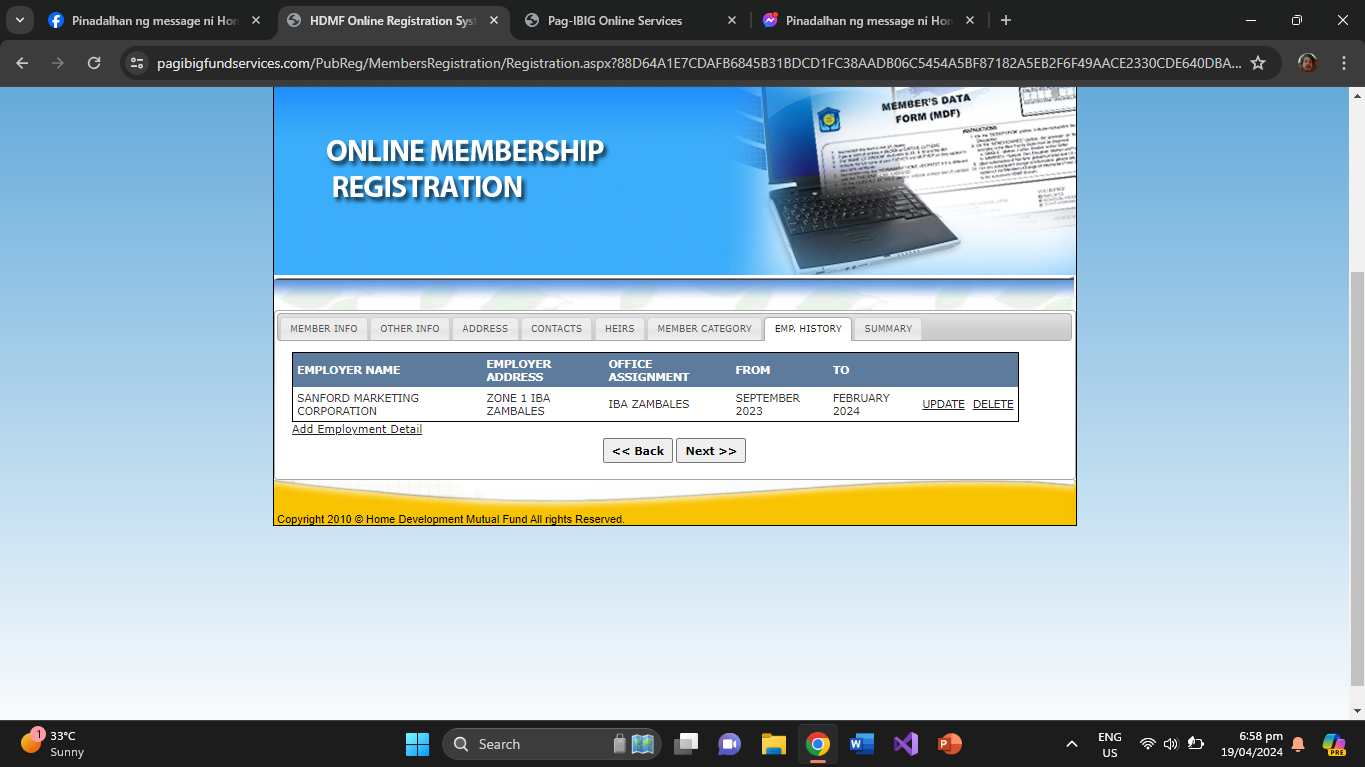 Pinadalhan ng message ni Hon
HDMF Online Registration Syst
Pag-IBIG Online Services
Pinadalhan ng message ni Hon
pagibigfundservices.com/PubReg/MembersRegistration/Registration.aspx?88D64A1E7CDAFB6845B31BDCD1FC38AADB06C5454A5BF87182A5EB2F6F49AACE2330CDE640DBA...
MEMBER'S DATA
FORM (MDF)
INSTRUCTIONS
ONLINE MEMBERSHIP
REGISTRATION
MEMBER INFO OTHER INFO ADDRESS CONTACTS HEIRS MEMBER CATEGORY EMP. HISTORY SUMMARY
EMPLOYER NAME
EMPLOYER
ADDRESS
OFFICE
ASSIGNMENT
FROM
TO
SANFORD MARKETING
CORPORATION
ZONE 1 IBA
ZAMBALES
IBA ZAMBALES
SEPTEMBER
2023
FEBRUARY
2024
UPDATE DELETE
Add Employment Detail
<< Back Next >>
Copyright 2010 © Home Development Mutual Fund All rights Reserved.
1
33°C
Sunny
Search
ENG
US
6:58 pm
19/04/2024
PRE